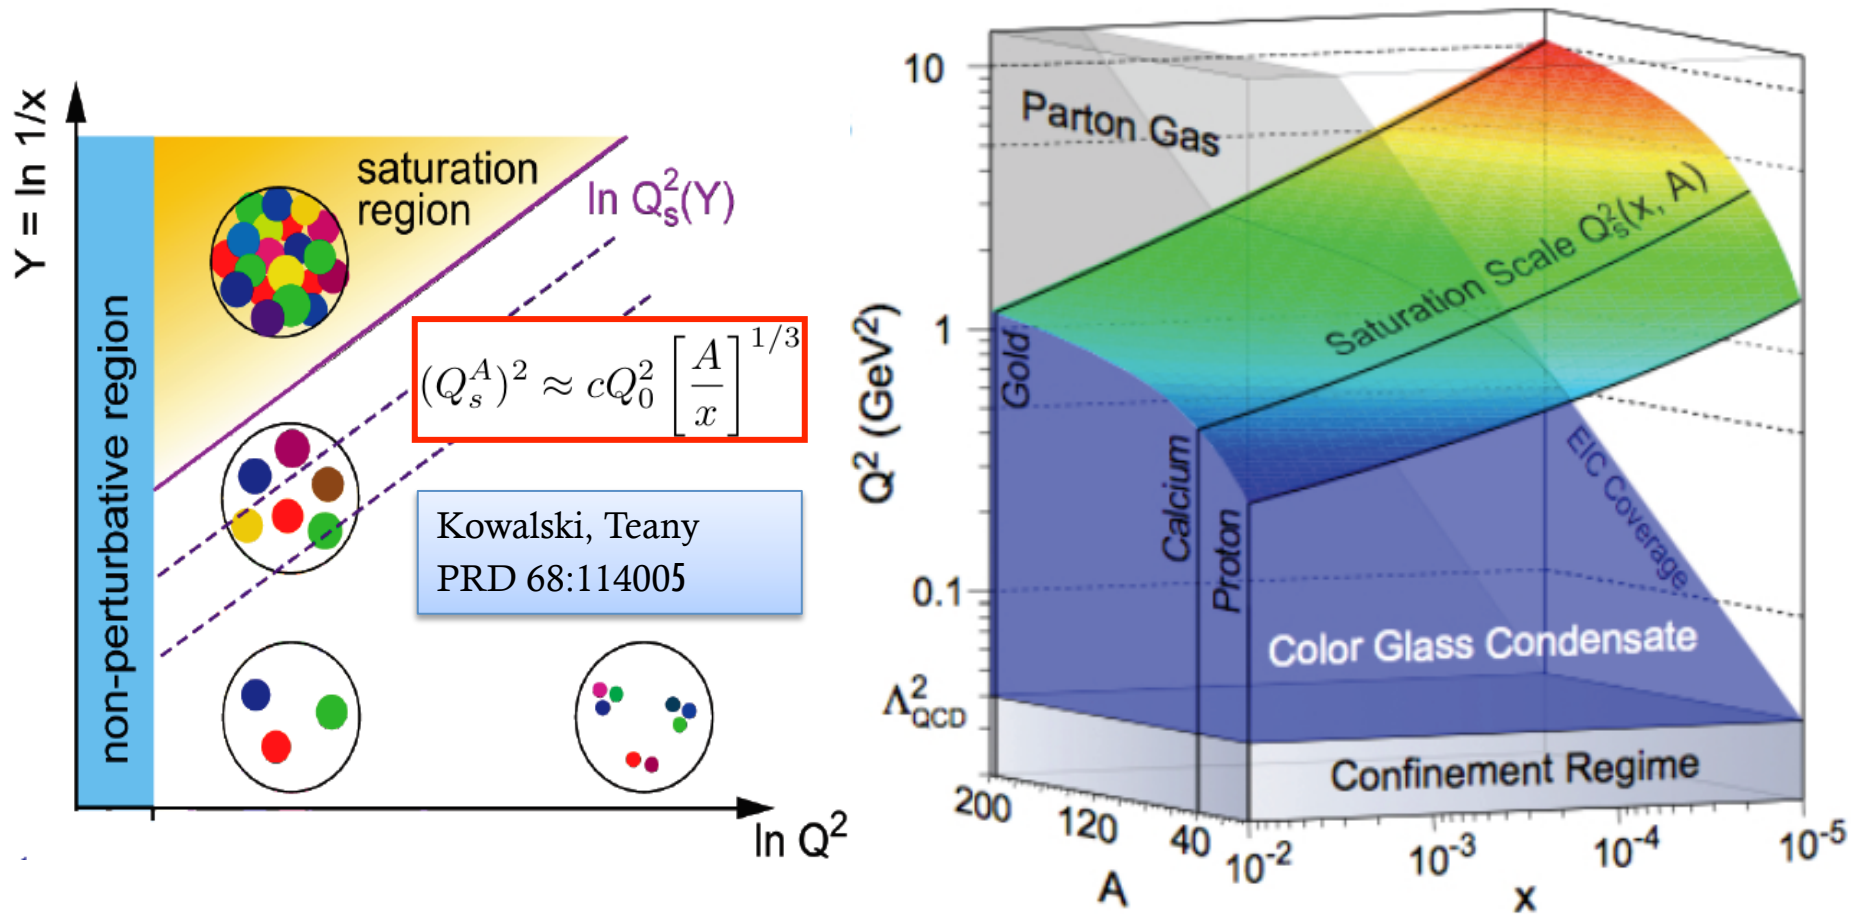 Y = ln 1/x
non-perturbative region
saturation
region
ln Q²ₛ(Y)
(Qₛᴬ)² ≈ cQ₀² [A/x]^{1/3}
Kowalski, Teany
PRD 68:114005
ln Q²
Q² (GeV²)
10
1
0.1
Λ²QCD
Parton Gas
Gold
Calcium
Proton
Saturation Scale Q²ₛ(x, A)
EIC Coverage
Color Glass Condensate
Confinement Regime
200
120
40
A
10⁻²
10⁻³
10⁻⁴
10⁻⁵
x